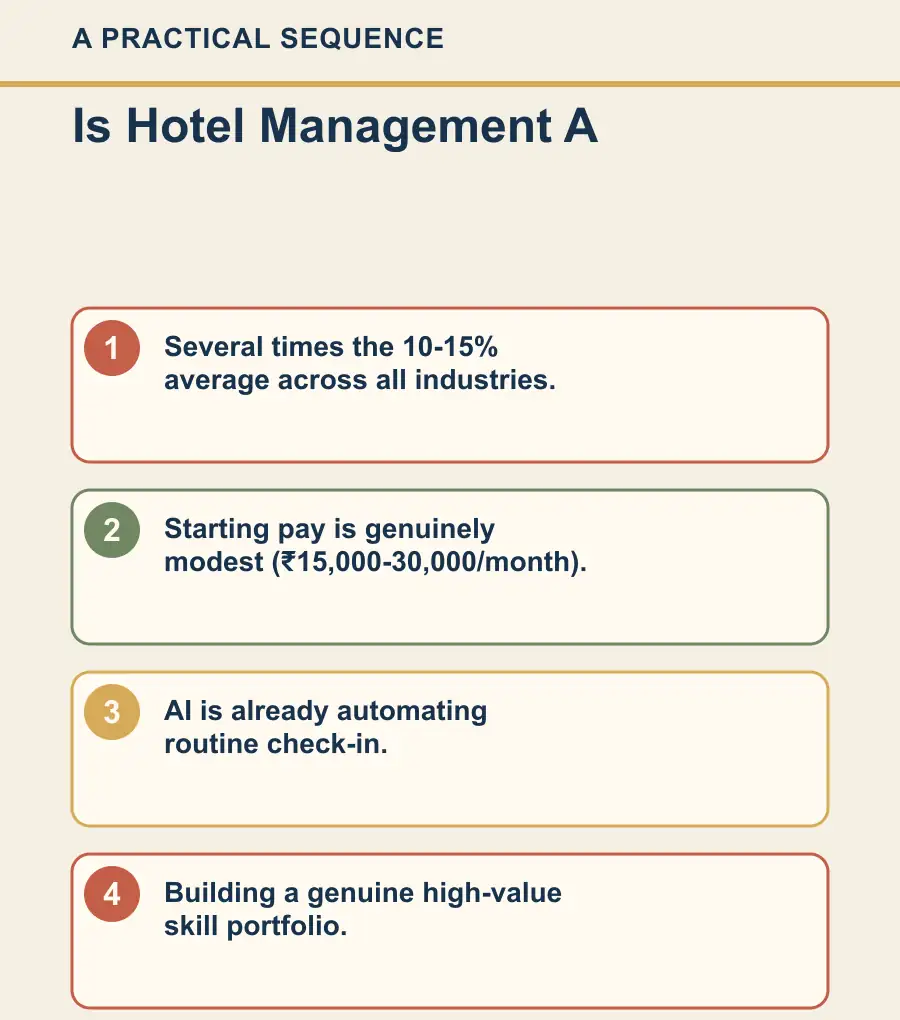 A PRACTICAL SEQUENCE
Is Hotel Management A
1
Several times the 10-15%
average across all industries.
2
Starting pay is genuinely
modest (₹15,000-30,000/month).
3
AI is already automating
routine check-in.
4
Building a genuine high-value
skill portfolio.